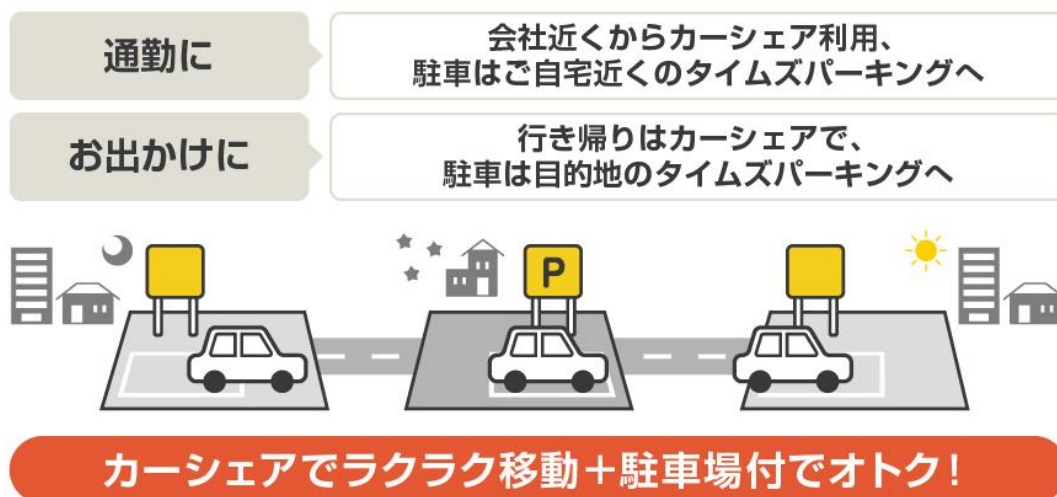 通勤に
会社近くからカーシェア利用、
駐車はご自宅近くのタイムズパーキングへ
お出かけに
行き帰りはカーシェアで、
駐車は目的地のタイムズパーキングへ
P
カーシェアでラクラク移動＋駐車場付でオトク！